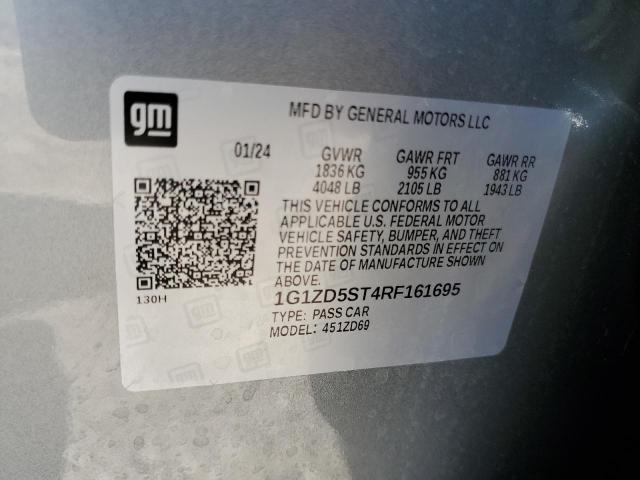 gm
MFD BY GENERAL MOTORS LLC
01/24
GVWR GAWR FRT GAWR RR
1836 KG 955 KG 881 KG
4048 LB 2105 LB 1943 LB
THIS VEHICLE CONFORMS TO ALL
APPLICABLE U.S. FEDERAL MOTOR
VEHICLE SAFETY, BUMPER, AND THEFT
PREVENTION STANDARDS IN EFFECT ON
THE DATE OF MANUFACTURE SHOWN
ABOVE.
130H
1G1ZD5ST4RF161695
TYPE: PASS CAR
MODEL: 451ZD69